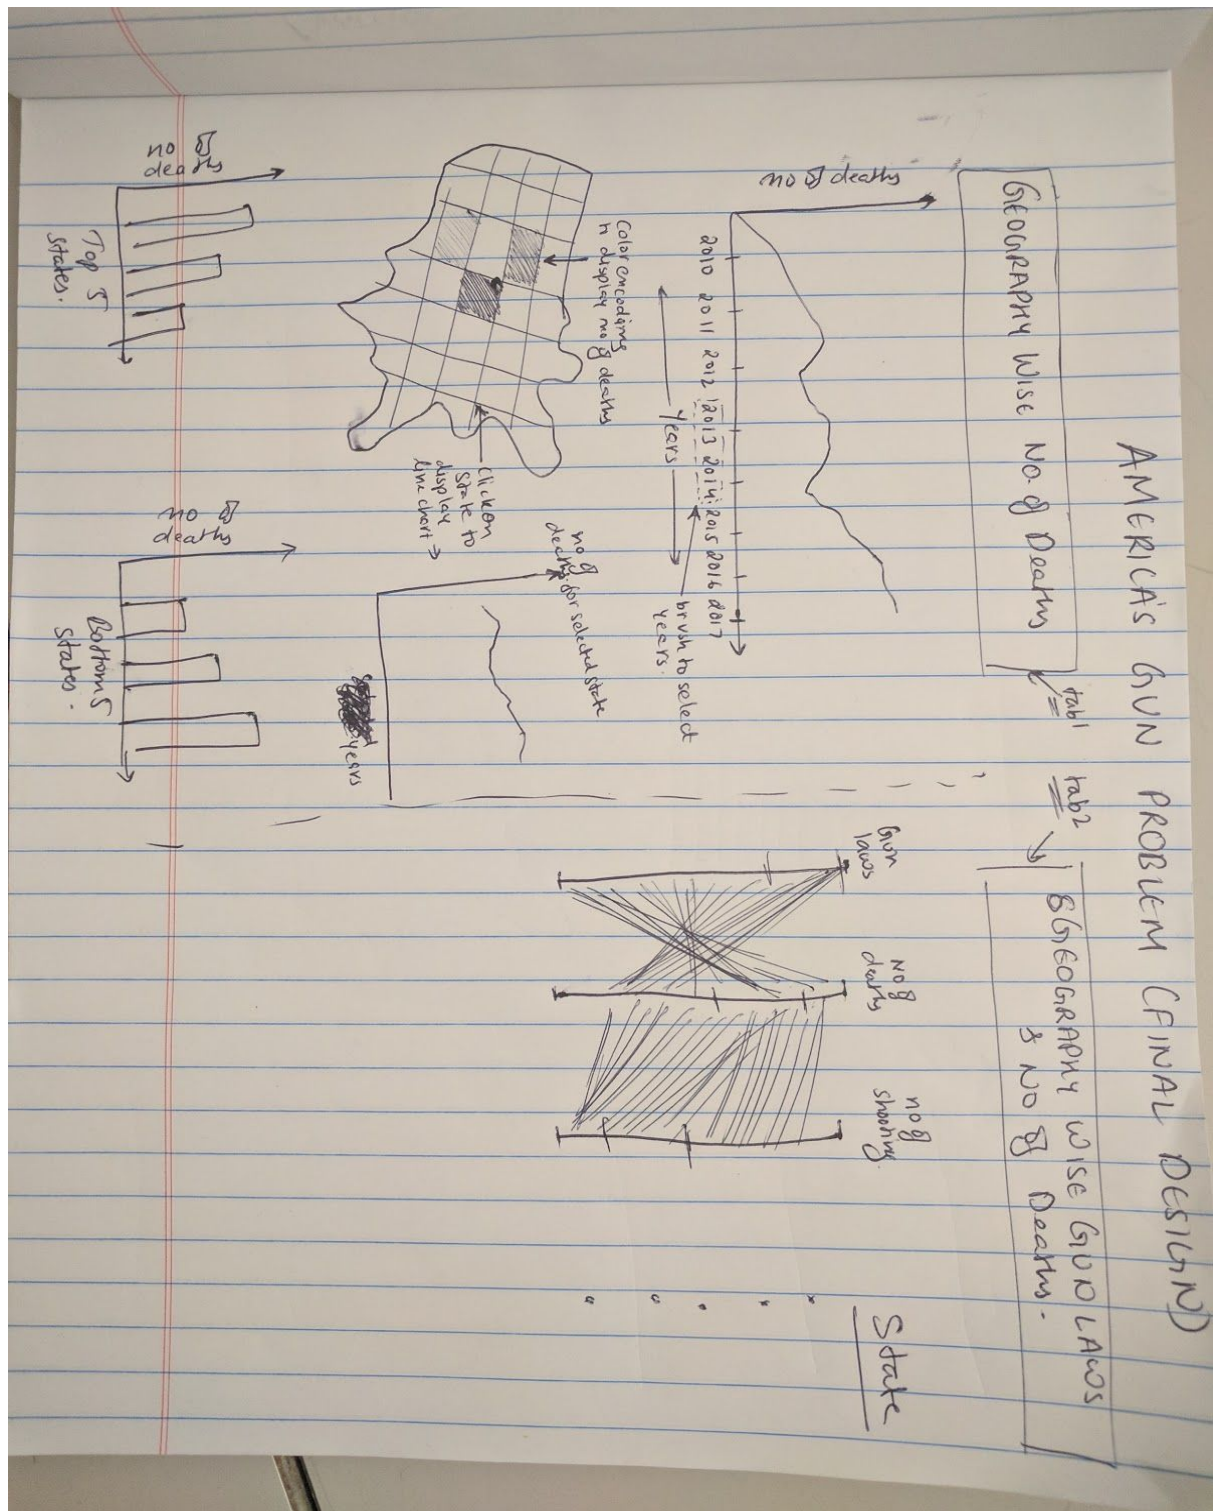 AMERICA'S GUN PROBLEM (FINAL DESIGN)
GEOGRAPHY WISE No of Deaths
tab1
no of deaths
2010 2011 2012 2013 2014 2015 2016 2017
Years
brush to select
years.
Color encodings
display no of deaths
Click on
state to
display
line chart →
no of
deaths for selected state
years
no of
deaths
Top 5
states.
no of
deaths
Bottom 5
states.
tab2
GEOGRAPHY WISE GUN LAWS
& NO of Deaths.
Gun
laws
No of
deaths
no of
shooting
State